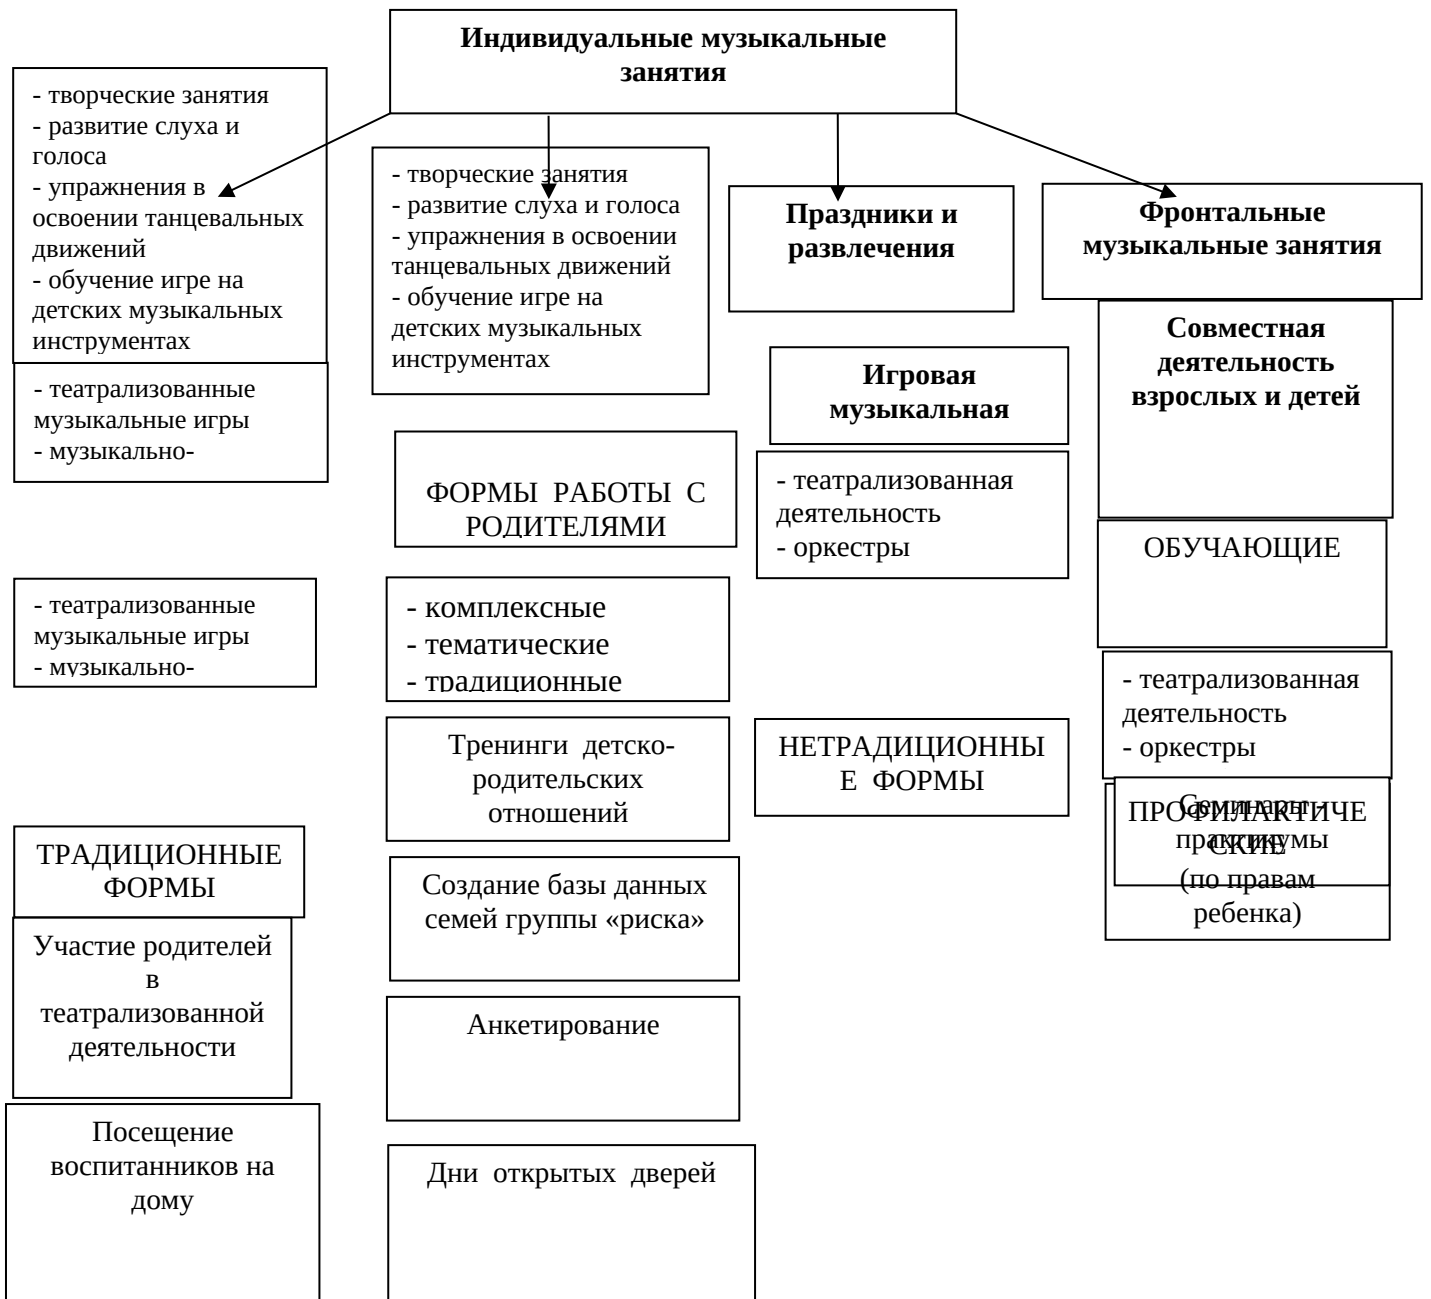 Индивидуальные музыкальные
занятия
- творческие занятия
- развитие слуха и
голоса
- упражнения в
освоении танцевальных
движений
- обучение игре на
детских музыкальных
инструментах
- театрализованные
музыкальные игры
- музыкально-
- театрализованные
музыкальные игры
- музыкально-
ТРАДИЦИОННЫЕ
ФОРМЫ
Участие родителей
в
театрализованной
деятельности
Посещение
воспитанников на
дому
- творческие занятия
- развитие слуха и голоса
- упражнения в освоении
танцевальных движений
- обучение игре на
детских музыкальных
инструментах
ФОРМЫ РАБОТЫ С
РОДИТЕЛЯМИ
- комплексные
- тематические
- традиционные
Тренинги детско-
родительских
отношений
Создание базы данных
семей группы «риска»
Анкетирование
Дни открытых дверей
Праздники и
развлечения
Игровая
музыкальная
- театрализованная
деятельность
- оркестры
НЕТРАДИЦИОННЫ
Е ФОРМЫ
Фронтальные
музыкальные занятия
Совместная
деятельность
взрослых и детей
ОБУЧАЮЩИЕ
- театрализованная
деятельность
- оркестры
ПРОФИЛАКТИЧЕ
СКИЕ
Семинары -
практикумы
(по правам
ребенка)